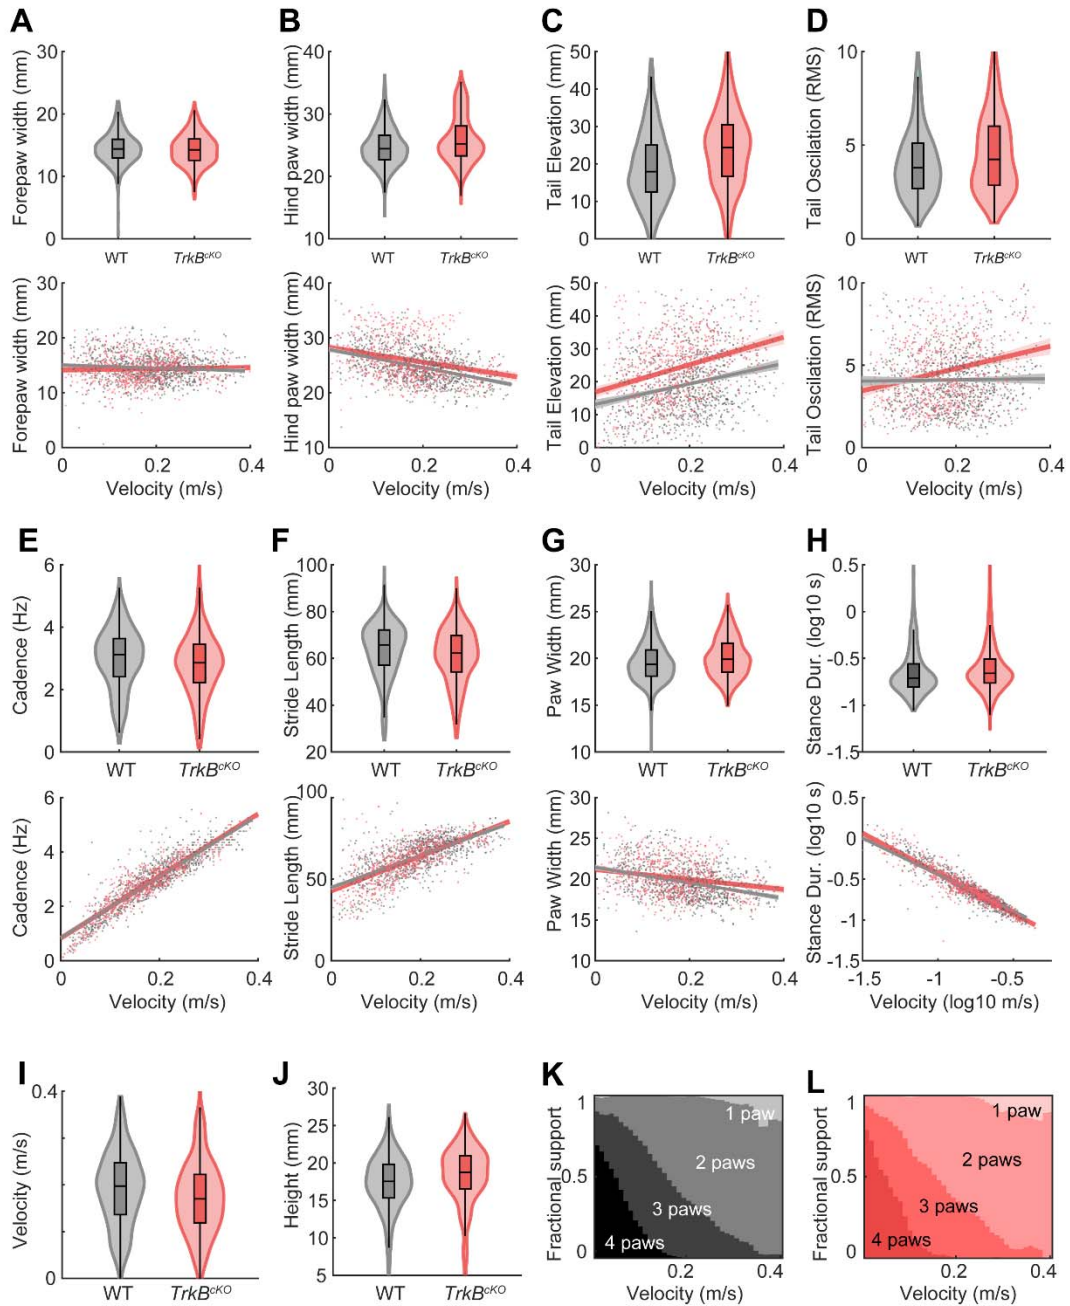 A
B
C
D
Forepaw width (mm)
30
20
10
0
WT
TrkBcKO
Hind paw width (mm)
40
30
20
10
WT
TrkBcKO
Tail Elevation (mm)
50
40
30
20
10
0
WT
TrkBcKO
Tail Oscilation (RMS)
10
5
0
WT
TrkBcKO
Forepaw width (mm)
30
20
10
0
0
0.2
0.4
Velocity (m/s)
Hind paw width (mm)
40
30
20
10
0
0.2
0.4
Velocity (m/s)
Tail Elevation (mm)
50
40
30
20
10
0
0
0.2
0.4
Velocity (m/s)
Tail Oscilation (RMS)
10
5
0
0
0.2
0.4
Velocity (m/s)
E
F
G
H
Cadence (Hz)
6
4
2
0
WT
TrkBcKO
Stride Length (mm)
100
80
60
40
20
WT
TrkBcKO
Paw Width (mm)
30
25
20
15
10
WT
TrkBcKO
Stance Dur. (log10 s)
0.5
0
-0.5
-1
-1.5
WT
TrkBcKO
Cadence (Hz)
6
4
2
0
0
0.2
0.4
Velocity (m/s)
Stride Length (mm)
100
50
0
0
0.2
0.4
Velocity (m/s)
Paw Width (mm)
30
25
20
15
10
0
0.2
0.4
Velocity (m/s)
Stance Dur. (log10 s)
0.5
0
-0.5
-1
-1.5
-1.5
-1
-0.5
Velocity (log10 m/s)
I
J
K
L
Velocity (m/s)
0.4
0
WT
TrkBcKO
Height (mm)
30
25
20
15
10
5
WT
TrkBcKO
Fractional support
1
0.5
0
1 paw
2 paws
3 paws
4 paws
0.2
0.4
Velocity (m/s)
Fractional support
1
0.5
0
1 paw
2 paws
3 paws
4 paws
0.2
0.4
Velocity (m/s)